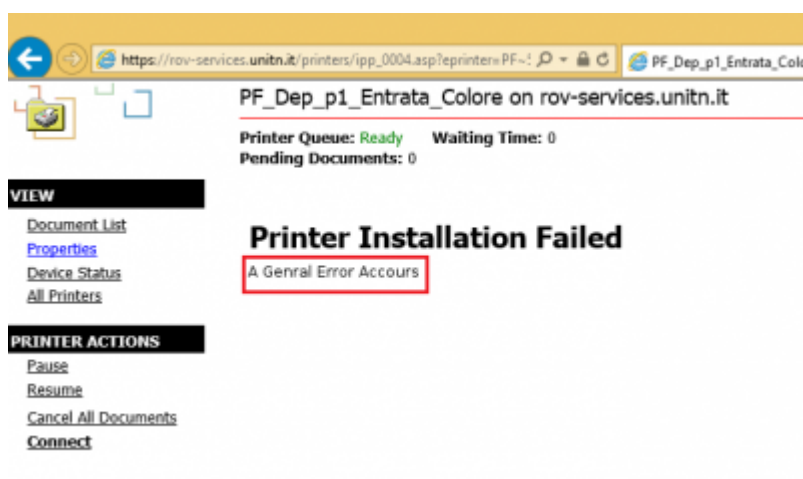 https://rov-services.unitn.it/printers/ipp_0004.asp?eprinter=PF~
PF_Dep_p1_Entrata_Col
PF_Dep_p1_Entrata_Colore on rov-services.unitn.it
Printer Queue: Ready Waiting Time: 0
Pending Documents: 0
VIEW
Document List
Properties
Device Status
All Printers
Printer Installation Failed
A Genral Error Accours
PRINTER ACTIONS
Pause
Resume
Cancel All Documents
Connect